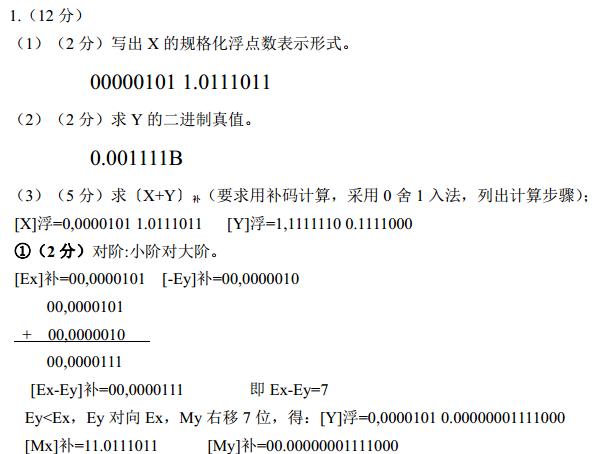 1.（12 分）
（1）（2 分）写出 X 的规格化浮点数表示形式。
00000101 1.0111011
（2）（2 分）求 Y 的二进制真值。
0.001111B
（3）（5 分）求〔X+Y〕补（要求用补码计算，采用 0 舍 1 入法，列出计算步骤）；
[X]浮=0,0000101 1.0111011 [Y]浮=1,1111110 0.1111000
①（2 分）对阶:小阶对大阶。
[Ex]补=00,0000101 [-Ey]补=00,0000010
00,0000101
+ 00,0000010
00,0000111
[Ex-Ey]补=00,0000111 即 Ex-Ey=7
Ey<Ex，Ey 对向 Ex，My 右移 7 位，得：[Y]浮=0,0000101 0.00000001111000
[Mx]补=11.0111011 [My]补=00.00000001111000